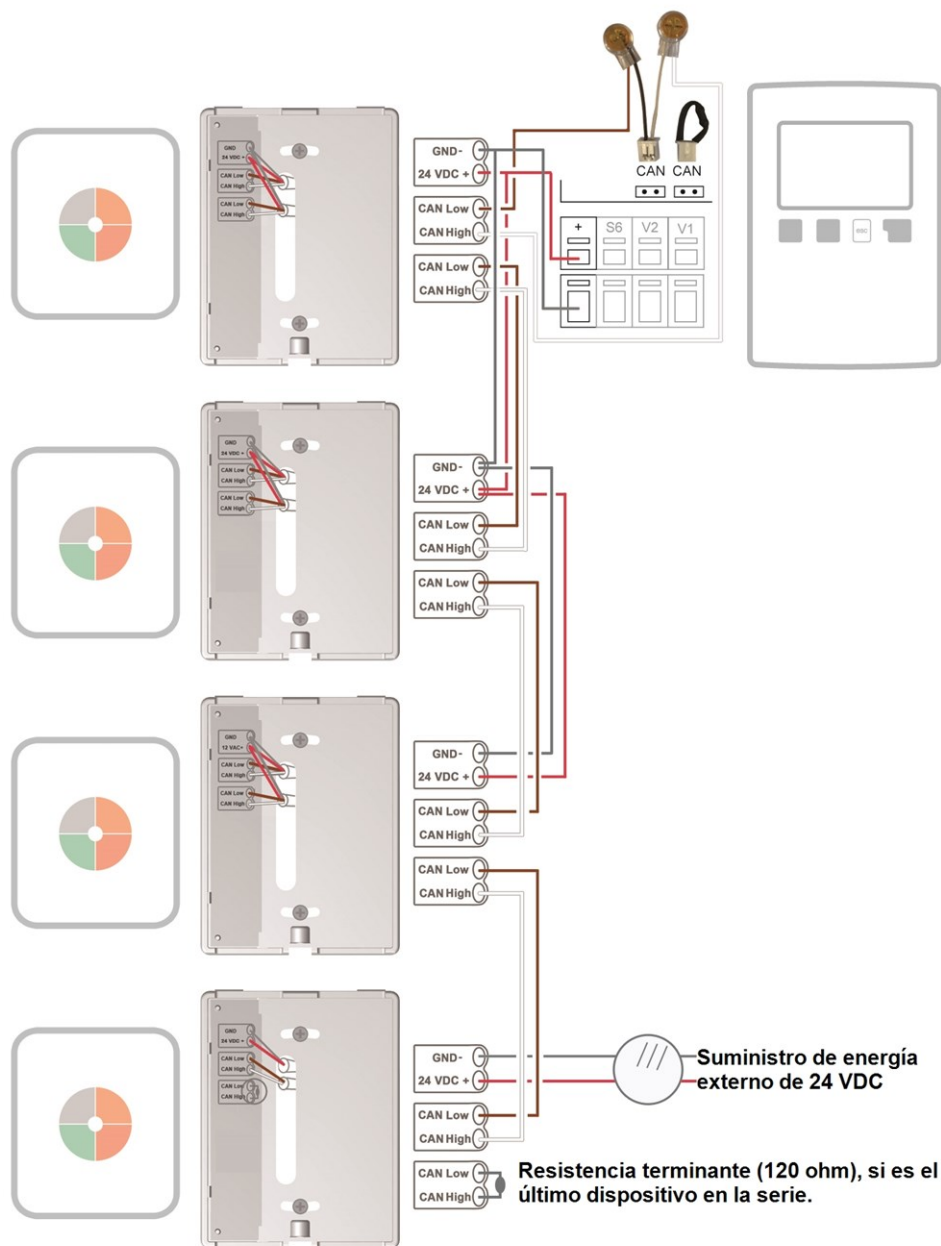 GND
24 VDC +
CAN Low
CAN High
CAN Low
CAN High
GND-
24 VDC +
CAN Low
CAN High
CAN Low
CAN High
CAN CAN
+ S6 V2 V1
esc
GND
24 VDC +
CAN Low
CAN High
CAN Low
CAN High
GND-
24 VDC +
CAN Low
CAN High
CAN Low
CAN High
GND
12 VAC+
CAN Low
CAN High
CAN Low
CAN High
GND-
24 VDC +
CAN Low
CAN High
CAN Low
CAN High
GND
24 VDC +
CAN Low
CAN High
CAN Low
CAN High
GND-
24 VDC +
CAN Low
CAN High
CAN Low
CAN High
Suministro de energía
externo de 24 VDC
Resistencia terminante (120 ohm), si es el
último dispositivo en la serie.